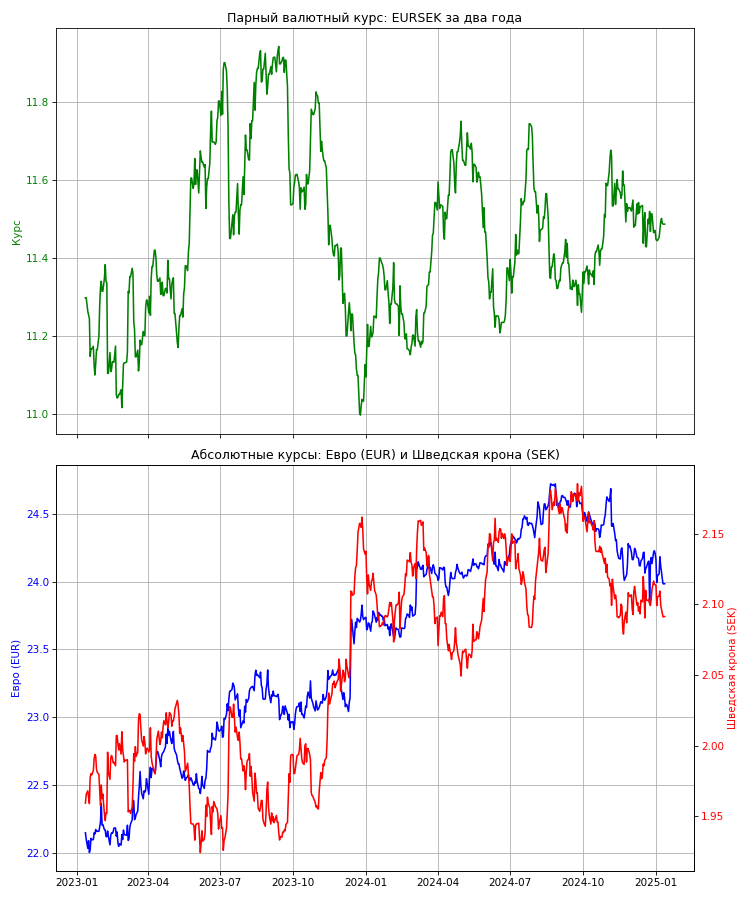 Парный валютный курс: EURSEK за два года
11.8
11.6
11.4
11.2
11.0
Курс
Абсолютные курсы: Евро (EUR) и Шведская крона (SEK)
24.5
24.0
23.5
23.0
22.5
22.0
Евро (EUR)
2.15
2.10
2.05
2.00
1.95
Шведская крона (SEK)
2023-01 2023-04 2023-07 2023-10 2024-01 2024-04 2024-07 2024-10 2025-01